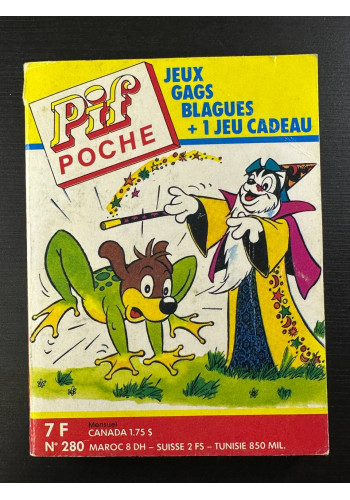 Pif
POCHE
JEUX
GAGS
BLAGUES
+ 1 JEU CADEAU
7 F
Mensuel
CANADA 1.75 $
N° 280 MAROC 8 DH - SUISSE 2 FS - TUNISIE 850 MIL.